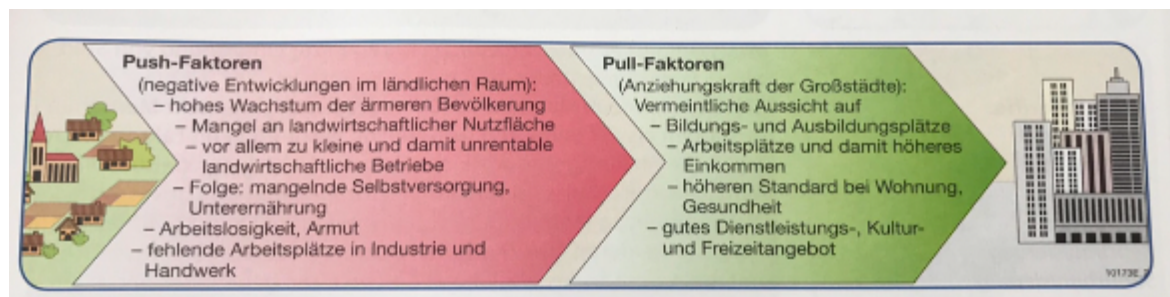 Push-Faktoren
(negative Entwicklungen im ländlichen Raum):
– hohes Wachstum der ärmeren Bevölkerung
– Mangel an landwirtschaftlicher Nutzfläche
– vor allem zu kleine und damit unrentable
landwirtschaftliche Betriebe
– Folge: mangelnde Selbstversorgung,
Unterernährung
– Arbeitslosigkeit, Armut
– fehlende Arbeitsplätze in Industrie und
Handwerk
Pull-Faktoren
(Anziehungskraft der Großstädte):
Vermeintliche Aussicht auf
– Bildungs- und Ausbildungsplätze
– Arbeitsplätze und damit höheres
Einkommen
– höheren Standard bei Wohnung,
Gesundheit
– gutes Dienstleistungs-, Kultur-
und Freizeitangebot